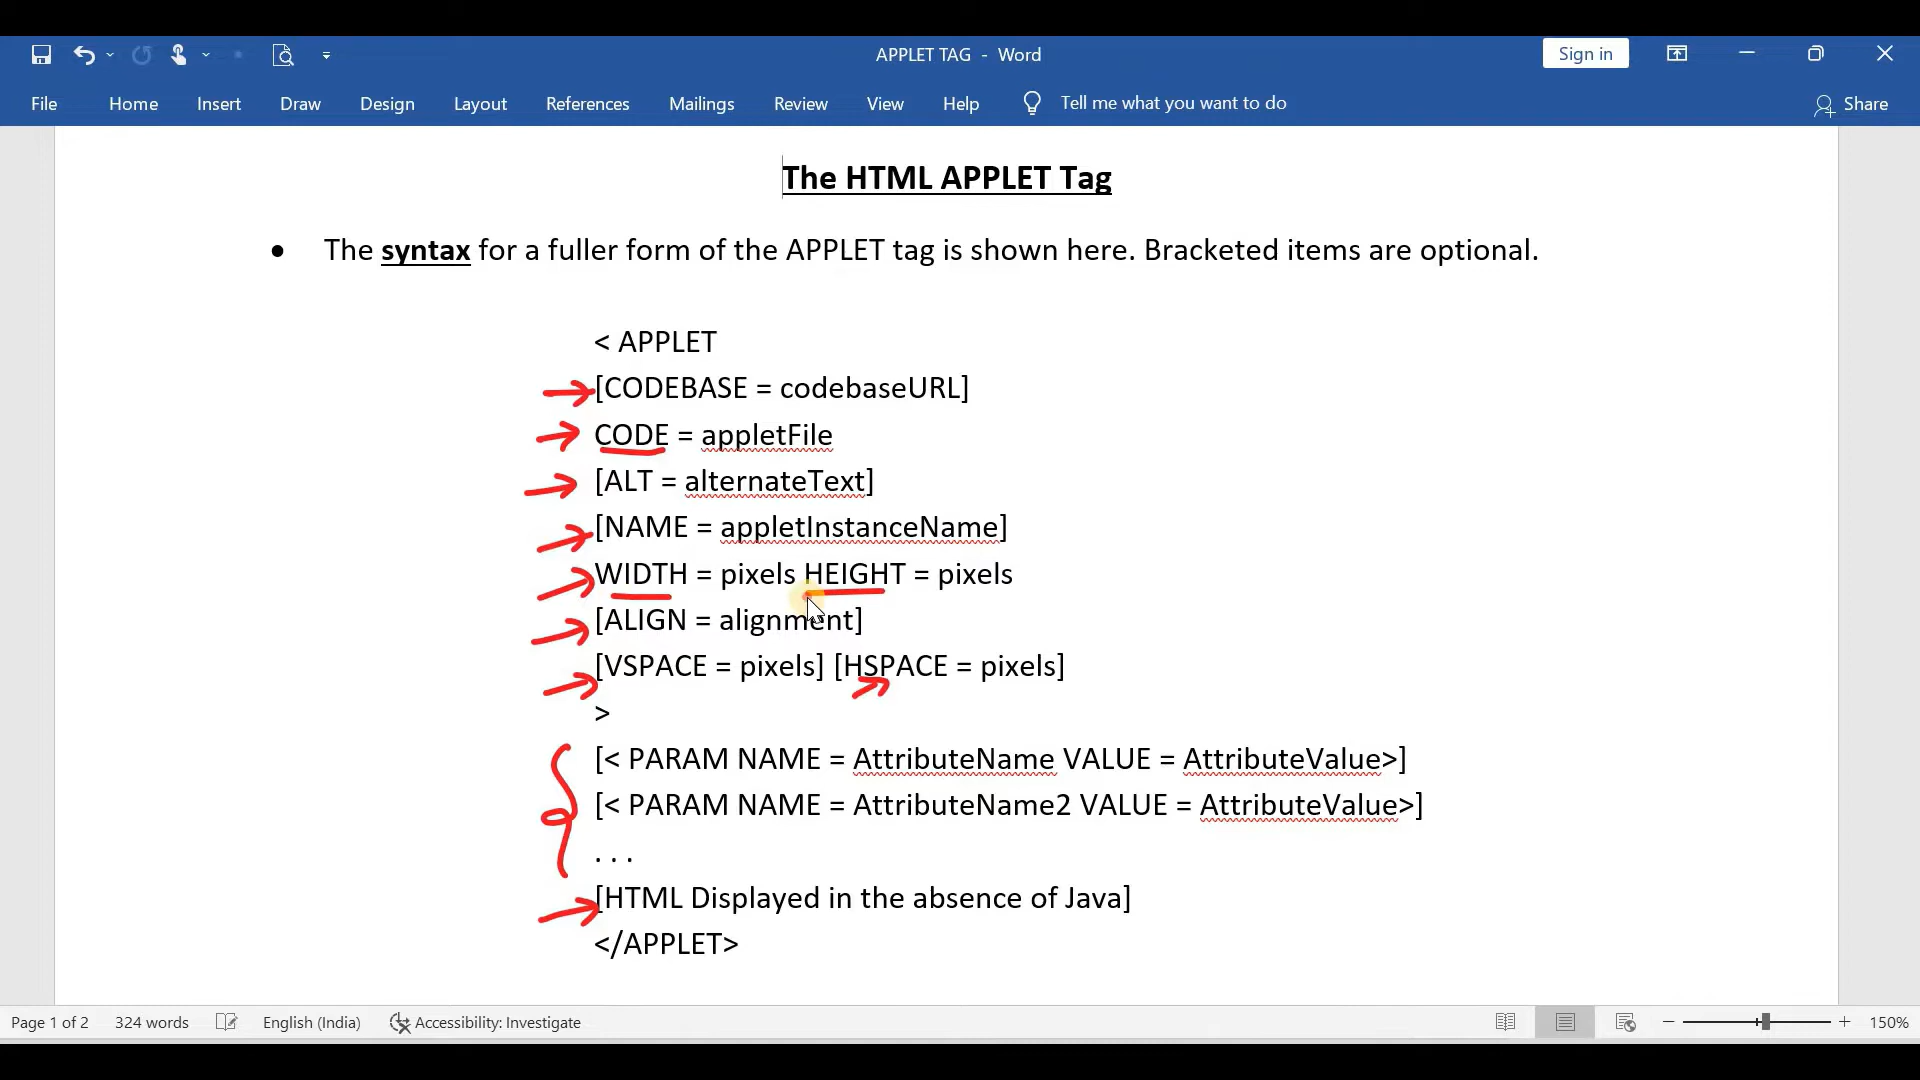 APPLET TAG - Word
Sign in
File Home Insert Draw Design Layout References Mailings Review View Help Tell me what you want to do Share
The HTML APPLET Tag
• The syntax for a fuller form of the APPLET tag is shown here. Bracketed items are optional.
< APPLET
[CODEBASE = codebaseURL]
CODE = appletFile
[ALT = alternateText]
[NAME = appletInstanceName]
WIDTH = pixels HEIGHT = pixels
[ALIGN = alignment]
[VSPACE = pixels] [HSPACE = pixels]
>
[< PARAM NAME = AttributeName VALUE = AttributeValue>]
[< PARAM NAME = AttributeName2 VALUE = AttributeValue>]
. . .
[HTML Displayed in the absence of Java]
</APPLET>
Page 1 of 2 324 words English (India) Accessibility: Investigate 150%